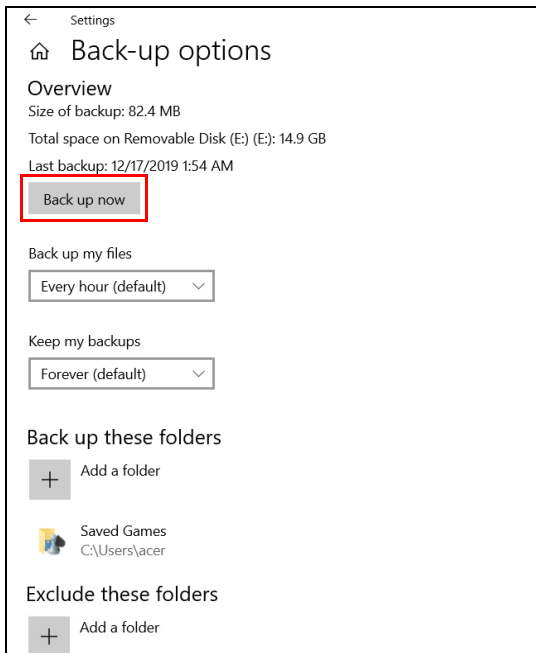 Settings
Back-up options
Overview
Size of backup: 82.4 MB
Total space on Removable Disk (E:) (E:): 14.9 GB
Last backup: 12/17/2019 1:54 AM
Back up now
Back up my files
Every hour (default)
Keep my backups
Forever (default)
Back up these folders
Add a folder
Saved Games
C:\Users\acer
Exclude these folders
Add a folder